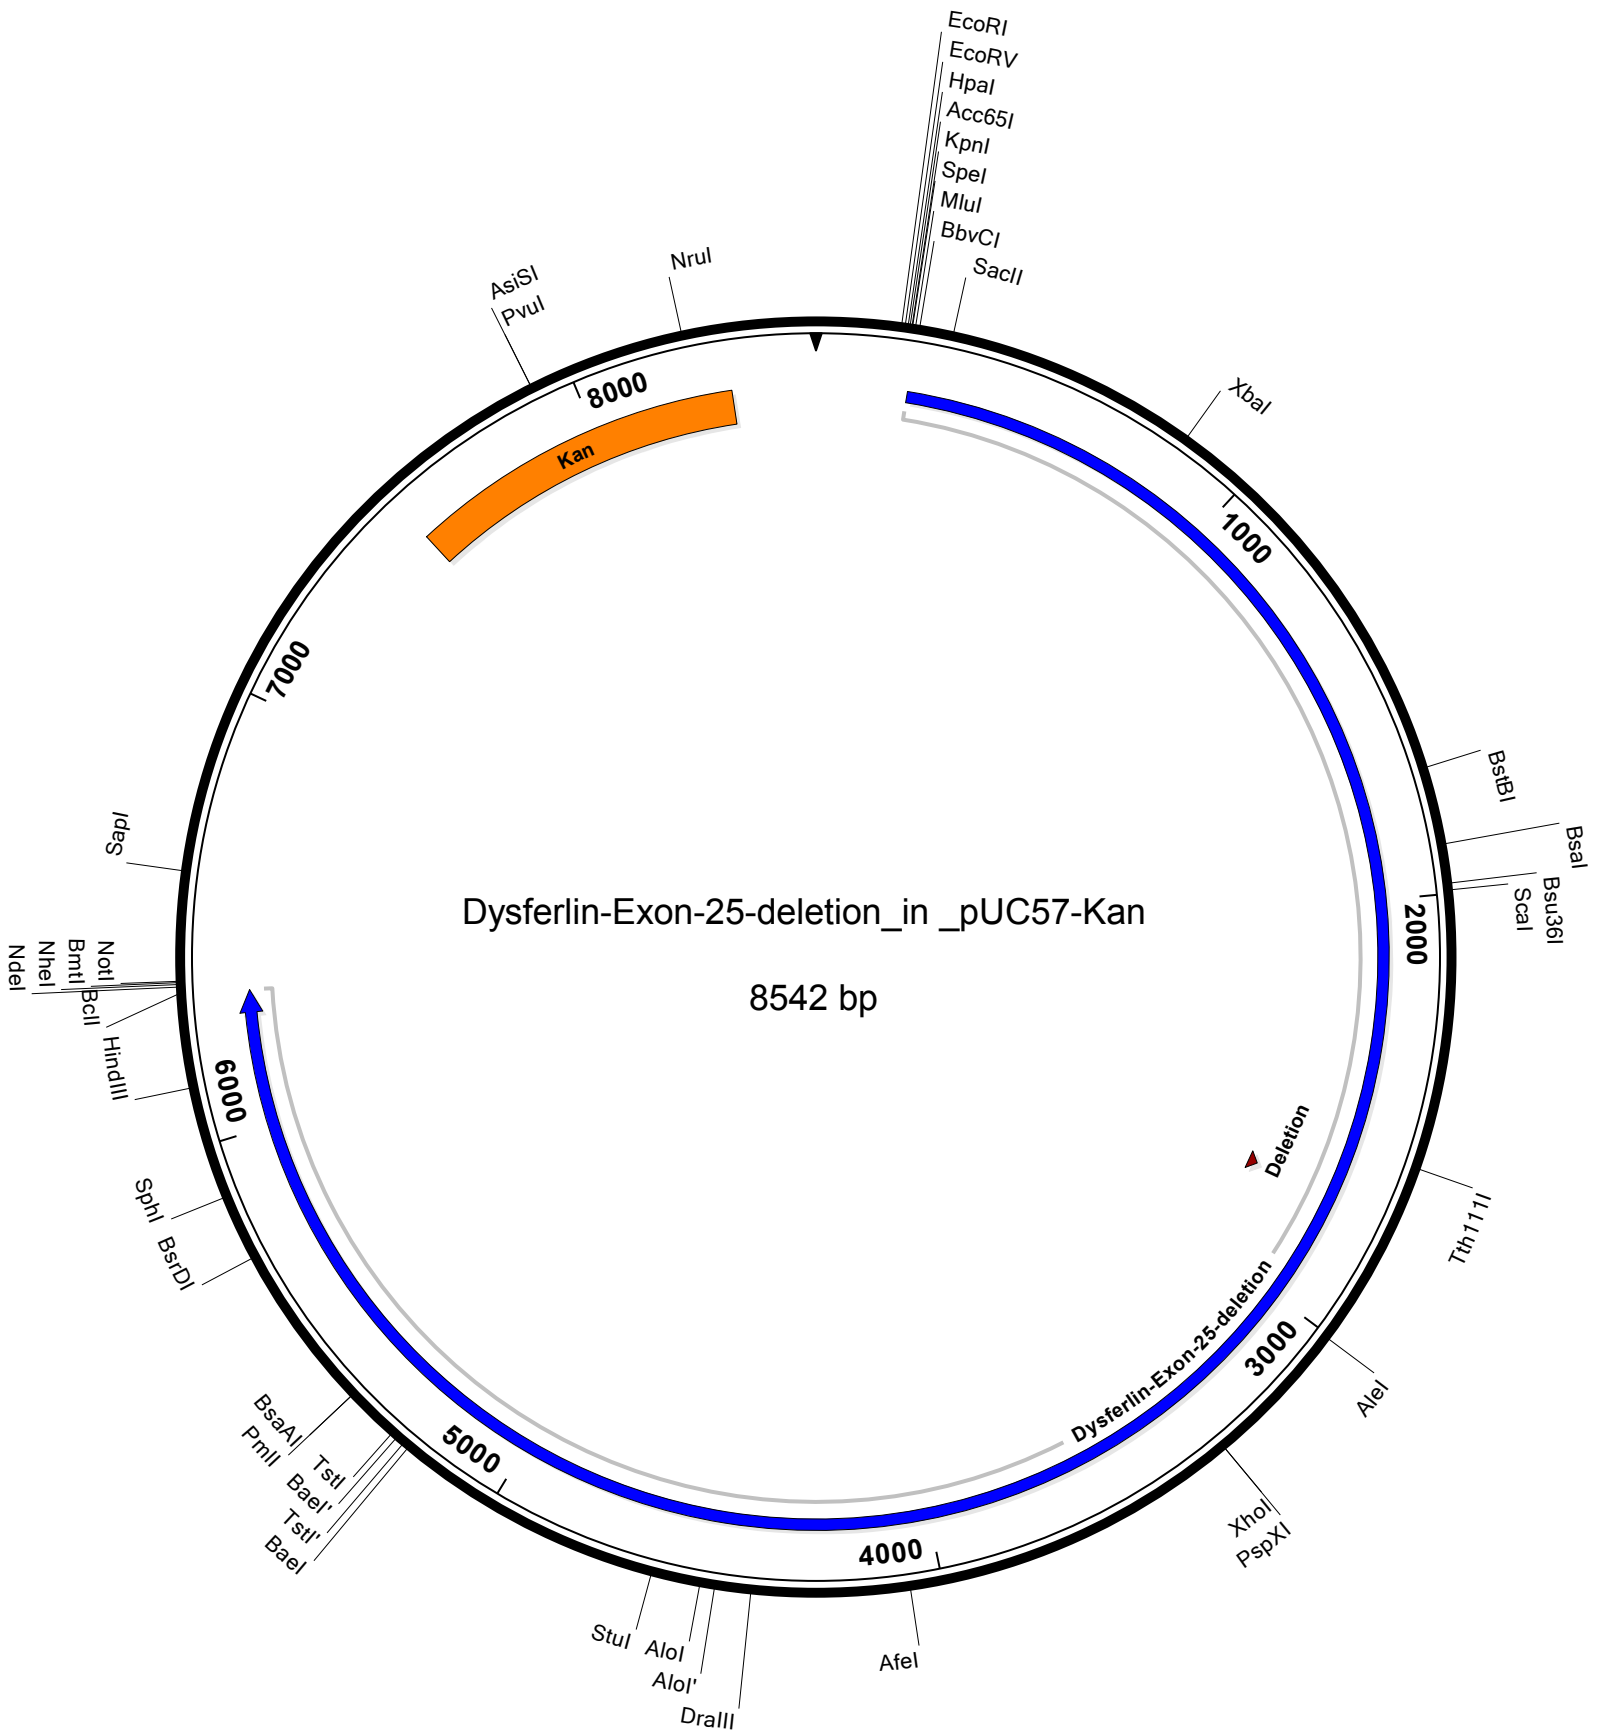 EcoRI
EcoRV
HpaI
Acc65I
KpnI
SpeI
MluI
BbvCI
SacII
NruI
AsiSI
PvuI
XbaI
8000
Kan
1000
7000
BstBI
BsaI
Bsu36I
ScaI
2000
SapI
Dysferlin-Exon-25-deletion_in _pUC57-Kan
8542 bp
NotI
BmtI
NheI
NdeI
BclI
HindIII
6000
Deletion
SphI
BsrDI
Tth111I
Dysferlin-Exon-25-deletion
3000
AleI
BsaAI
PmlI
5000
TstI
BaeI'
TstI'
BaeI
XhoI
PspXI
4000
StuI
AloI
AloI'
DraIII
AfeI